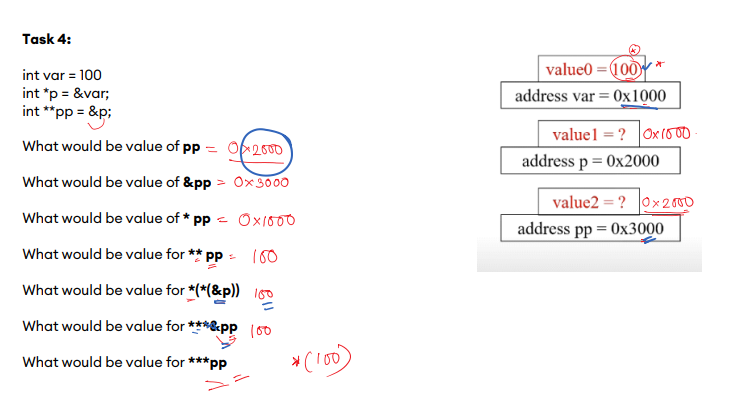 Task 4:
int var = 100
int *p = &var;
int **pp = &p;
What would be value of pp = 0x2000
What would be value of &pp = 0x3000
What would be value of * pp = 0x1000
What would be value for ** pp = 100
What would be value for *(*(&p)) 100
What would be value for ***&pp 100
What would be value for ***pp = *(100)
value0 = 100
address var = 0x1000
value1 = ? 0x1000
address p = 0x2000
value2 = ? 0x2000
address pp = 0x3000